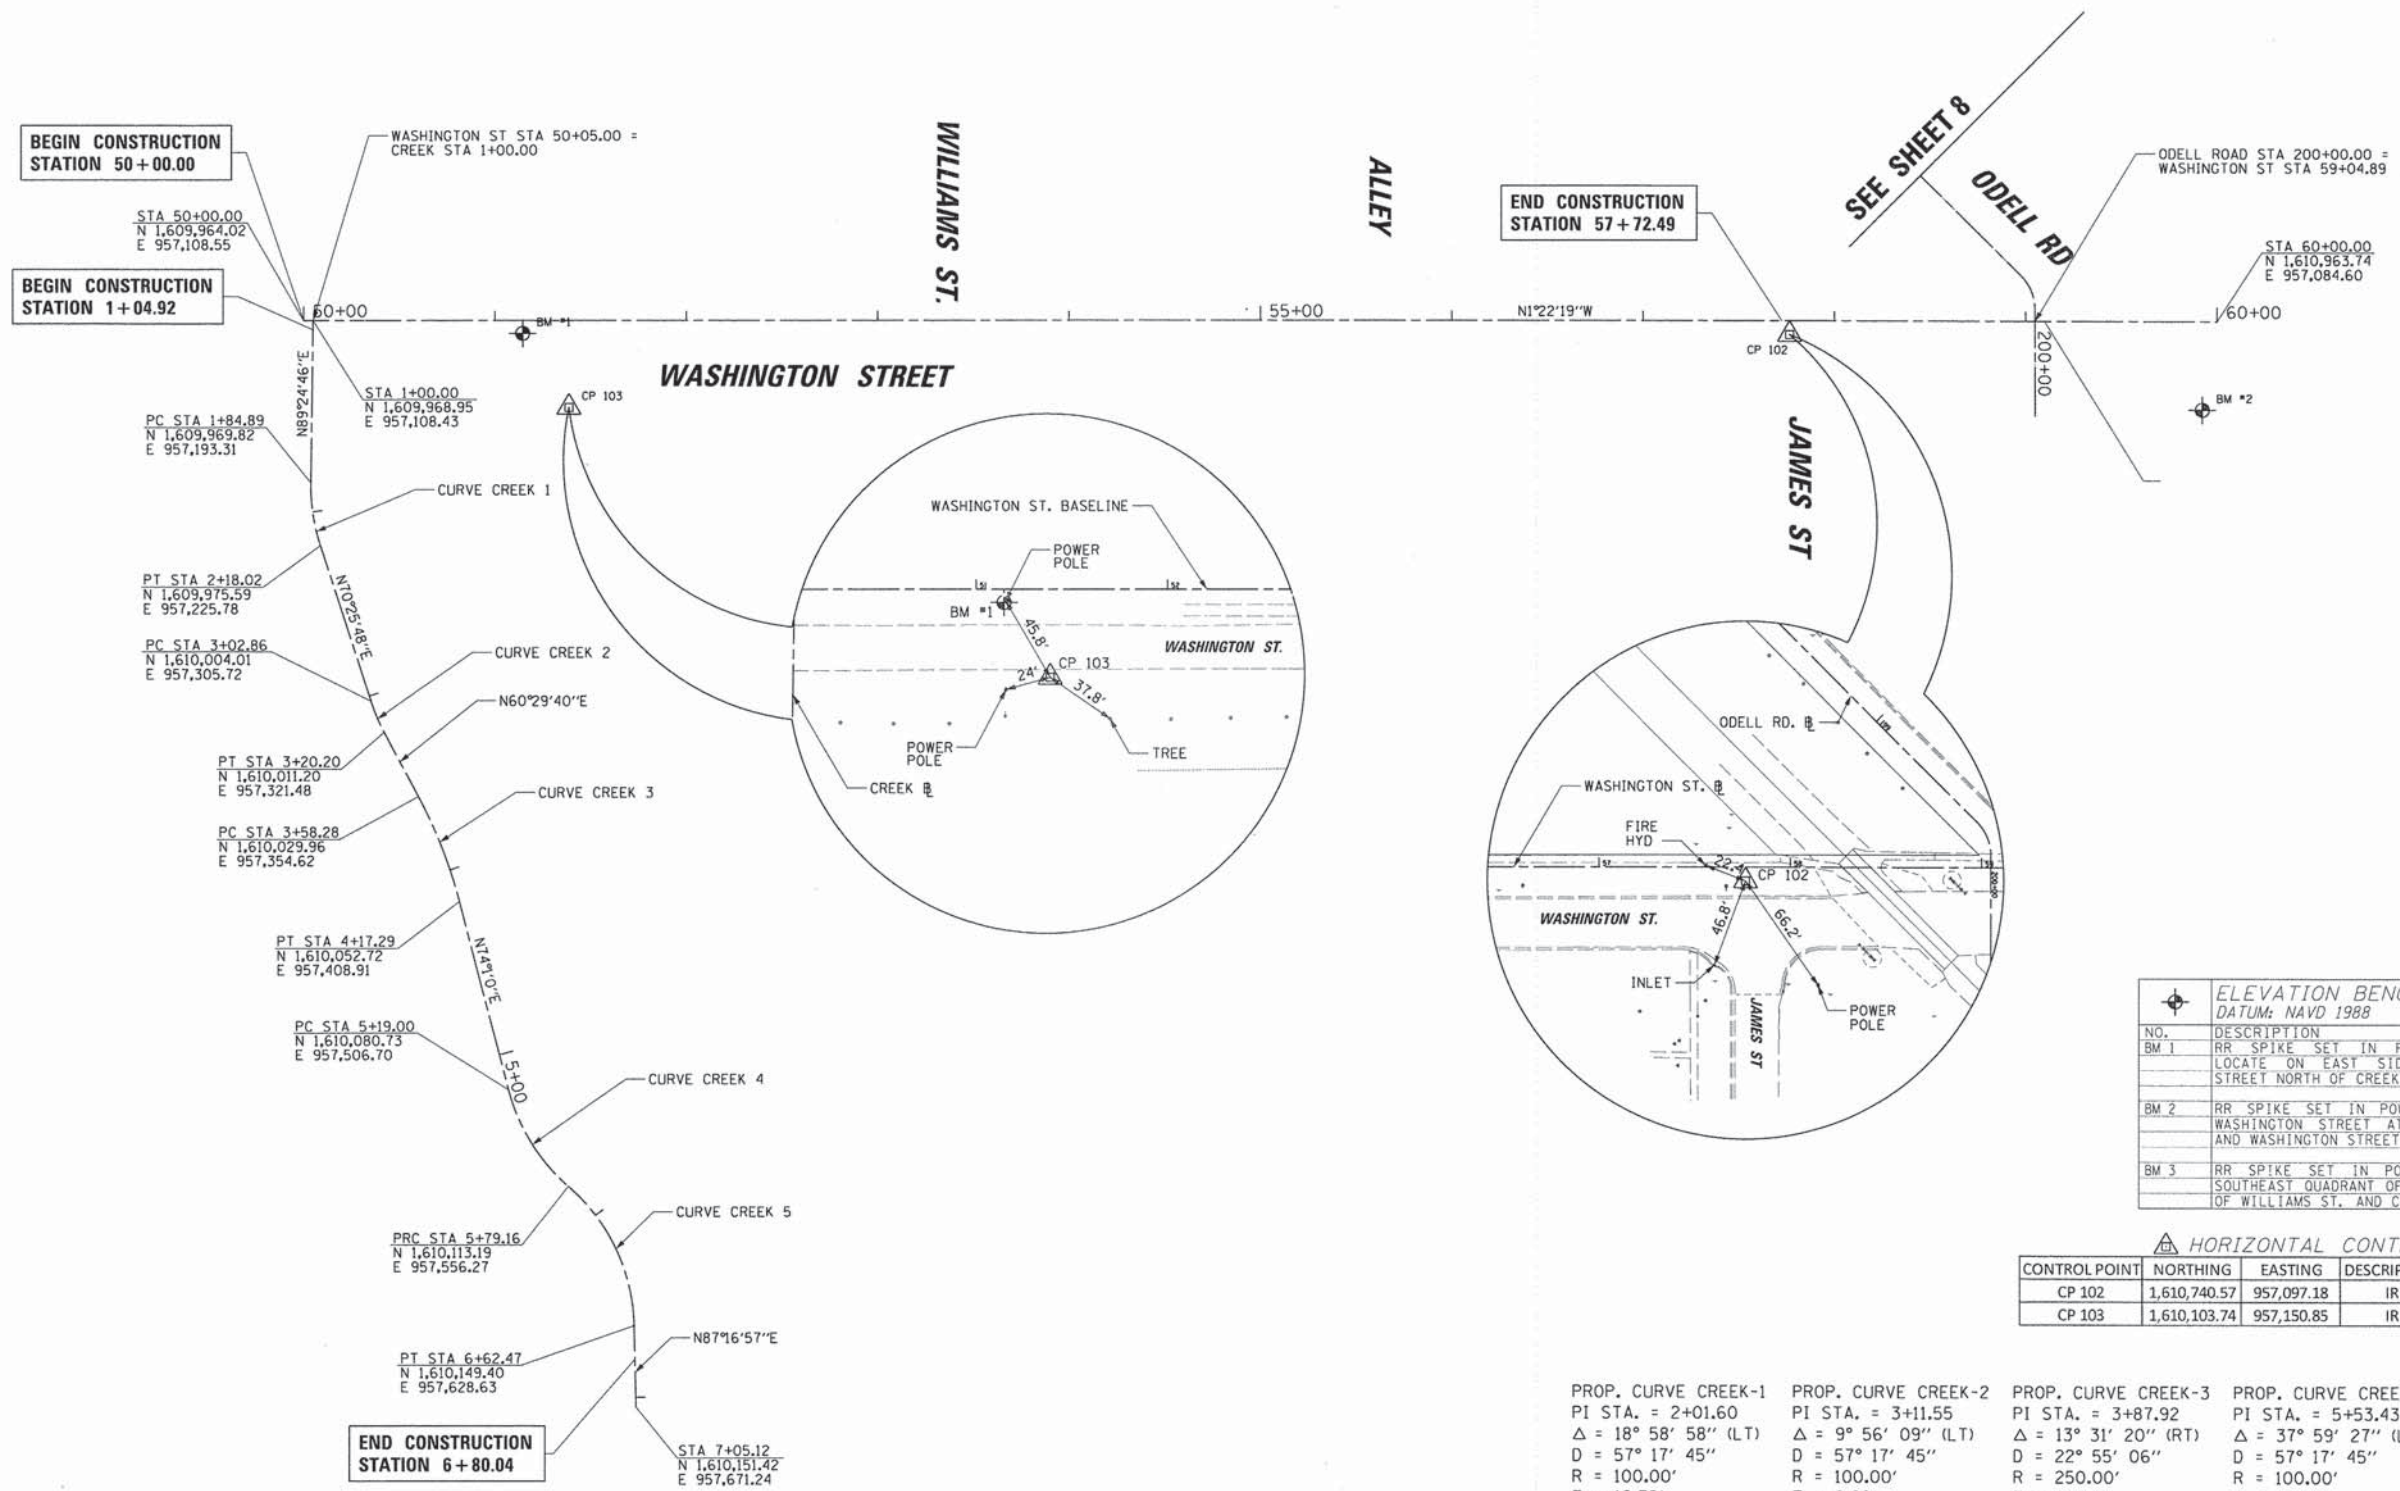 BEGIN CONSTRUCTION
STATION 50+00.00
WASHINGTON ST STA 50+05.00 =
CREEK STA 1+00.00
STA 50+00.00
N 1,609,964.02
E 957,108.55
BEGIN CONSTRUCTION
STATION 1+04.92
50+00
BM #1
WILLIAMS ST.
ALLEY
55+00
N1°22'19"W
END CONSTRUCTION
STATION 57+72.49
SEE SHEET 8
ODELL RD
ODELL ROAD STA 200+00.00 =
WASHINGTON ST STA 59+04.89
STA 60+00.00
N 1,610,963.74
E 957,084.60
60+00
CP 102
200+00
BM #2
WASHINGTON STREET
CP 103
JAMES ST
N89°24'46"E
STA 1+00.00
N 1,609,968.95
E 957,108.43
PC STA 1+84.89
N 1,609,969.82
E 957,193.31
CURVE CREEK 1
PT STA 2+18.02
N 1,609,975.59
E 957,225.78
N70°25'48"E
PC STA 3+02.86
N 1,610,004.01
E 957,305.72
CURVE CREEK 2
N60°29'40"E
PT STA 3+20.20
N 1,610,011.20
E 957,321.48
PC STA 3+58.28
N 1,610,029.96
E 957,354.62
CURVE CREEK 3
PT STA 4+17.29
N 1,610,052.72
E 957,408.91
N74°1'0"E
PC STA 5+19.00
N 1,610,080.73
E 957,506.70
5+00
CURVE CREEK 4
CURVE CREEK 5
PRC STA 5+79.16
N 1,610,113.19
E 957,556.27
N87°16'57"E
PT STA 6+62.47
N 1,610,149.40
E 957,628.63
END CONSTRUCTION
STATION 6+80.04
STA 7+05.12
N 1,610,151.42
E 957,671.24
WASHINGTON ST. BASELINE
POWER
POLE
51
52
BM #1
45.8'
WASHINGTON ST.
CP 103
24'
37.8'
POWER
POLE
TREE
CREEK ⅊
ODELL RD. ⅊
199
WASHINGTON ST. ⅊
FIRE
HYD
57
22.4'
58
59
CP 102
200+00
WASHINGTON ST.
46.8'
66.2'
INLET
JAMES ST
POWER
POLE
ELEVATION BENC
DATUM: NAVD 1988
NO. DESCRIPTION
BM 1 RR SPIKE SET IN P
LOCATE ON EAST SID
STREET NORTH OF CREEK
BM 2 RR SPIKE SET IN POW
WASHINGTON STREET AT
AND WASHINGTON STREET
BM 3 RR SPIKE SET IN PO
SOUTHEAST QUADRANT OF
OF WILLIAMS ST. AND C
HORIZONTAL CONT
CONTROL POINT NORTHING EASTING DESCRIP
CP 102 1,610,740.57 957,097.18 IR
CP 103 1,610,103.74 957,150.85 IR
PROP. CURVE CREEK-1 PROP. CURVE CREEK-2 PROP. CURVE CREEK-3 PROP. CURVE CREE
PI STA. = 2+01.60 PI STA. = 3+11.55 PI STA. = 3+87.92 PI STA. = 5+53.43
Δ = 18° 58' 58" (LT) Δ = 9° 56' 09" (LT) Δ = 13° 31' 20" (RT) Δ = 37° 59' 27" (L
D = 57° 17' 45" D = 57° 17' 45" D = 22° 55' 06" D = 57° 17' 45"
R = 100.00' R = 100.00' R = 250.00' R = 100.00'